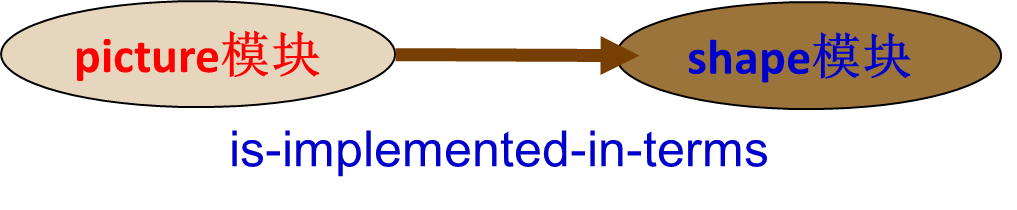 picture模块
shape模块
is-implemented-in-terms